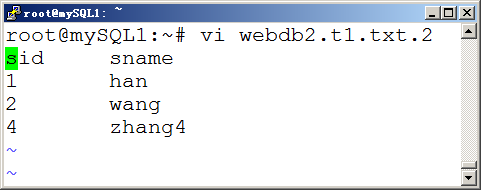 root@mySQL1: ~
root@mySQL1:~# vi webdb2.t1.txt.2
sid     sname
1       han
2       wang
4       zhang4
~
~